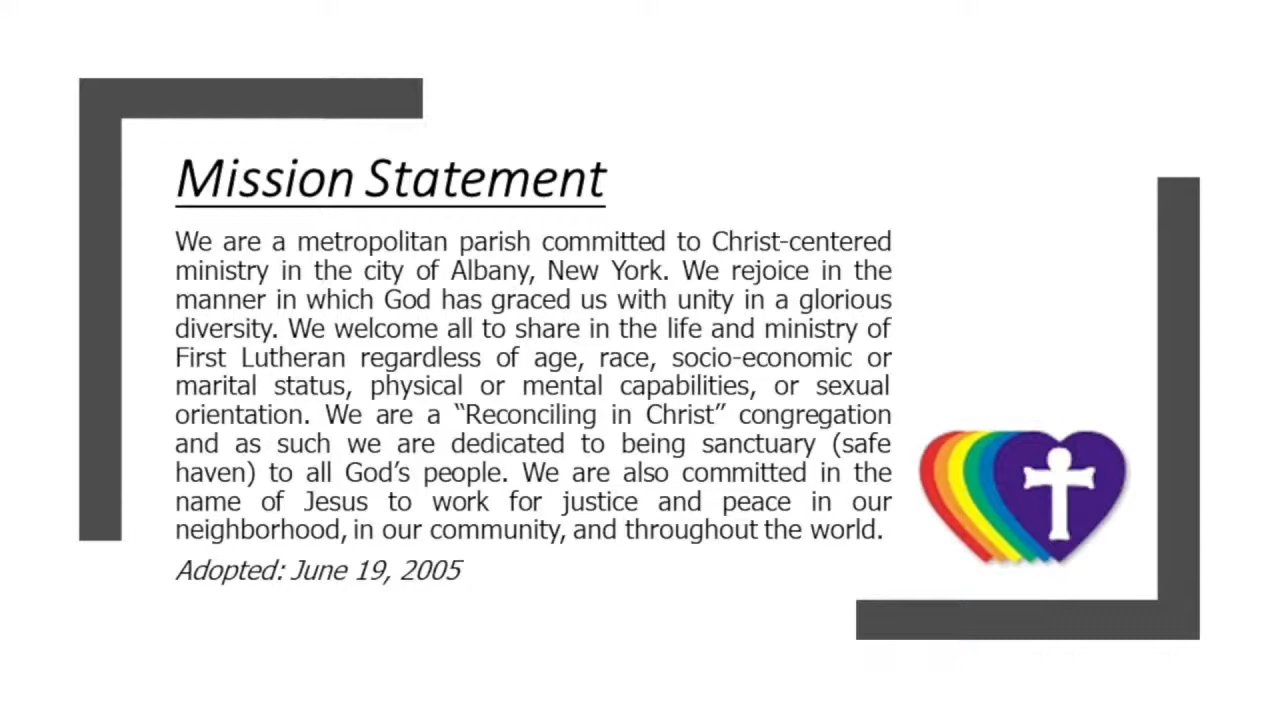 Mission Statement
We are a metropolitan parish committed to Christ-centered
ministry in the city of Albany, New York. We rejoice in the
manner in which God has graced us with unity in a glorious
diversity. We welcome all to share in the life and ministry of
First Lutheran regardless of age, race, socio-economic or
marital status, physical or mental capabilities, or sexual
orientation. We are a “Reconciling in Christ” congregation
and as such we are dedicated to being sanctuary (safe
haven) to all God’s people. We are also committed in the
name of Jesus to work for justice and peace in our
neighborhood, in our community, and throughout the world.
Adopted: June 19, 2005